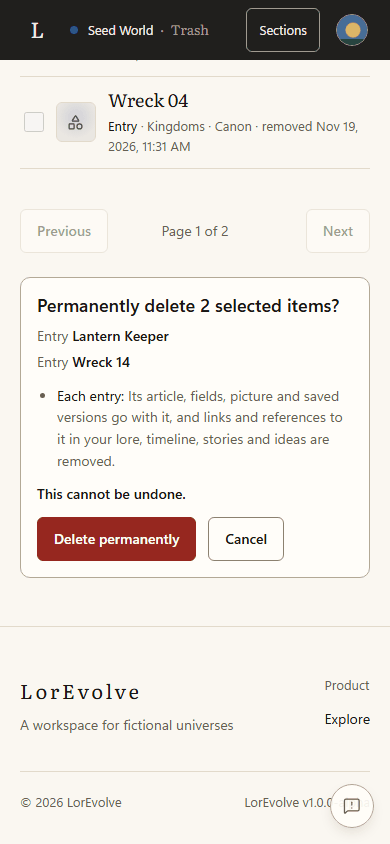 L
Seed World · Trash
Sections
Wreck 04
Entry · Kingdoms · Canon · removed Nov 19,
2026, 11:31 AM
Previous
Page 1 of 2
Next
Permanently delete 2 selected items?
Entry Lantern Keeper
Entry Wreck 14
• Each entry: Its article, fields, picture and saved
versions go with it, and links and references to
it in your lore, timeline, stories and ideas are
removed.
This cannot be undone.
Delete permanently
Cancel
LorEvolve
A workspace for fictional universes
Product
Explore
© 2026 LorEvolve
LorEvolve v1.0.0